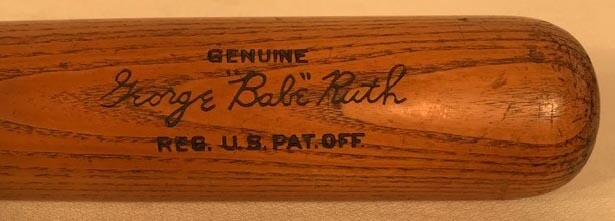 GENUINE
George "Babe" Ruth
REG. U.S. PAT. OFF.